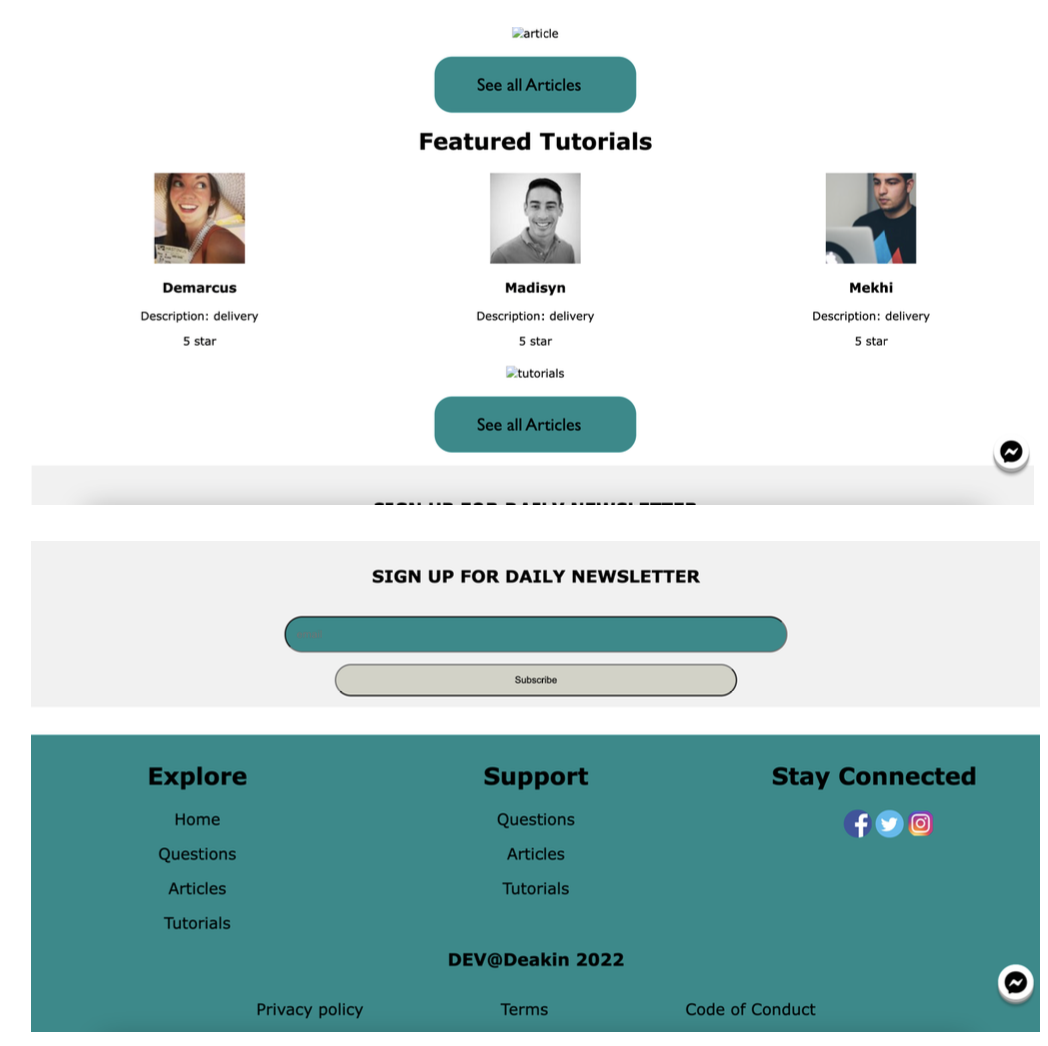 article
See all Articles
Featured Tutorials
Demarcus Madisyn Mekhi
Description: delivery Description: delivery Description: delivery
5 star 5 star 5 star
tutorials
See all Articles
SIGN UP FOR DAILY NEWSLETTER
SIGN UP FOR DAILY NEWSLETTER
Subscribe
Explore Support Stay Connected
Home Questions
Questions Articles
Articles Tutorials
Tutorials
DEV@Deakin 2022
Privacy policy Terms Code of Conduct